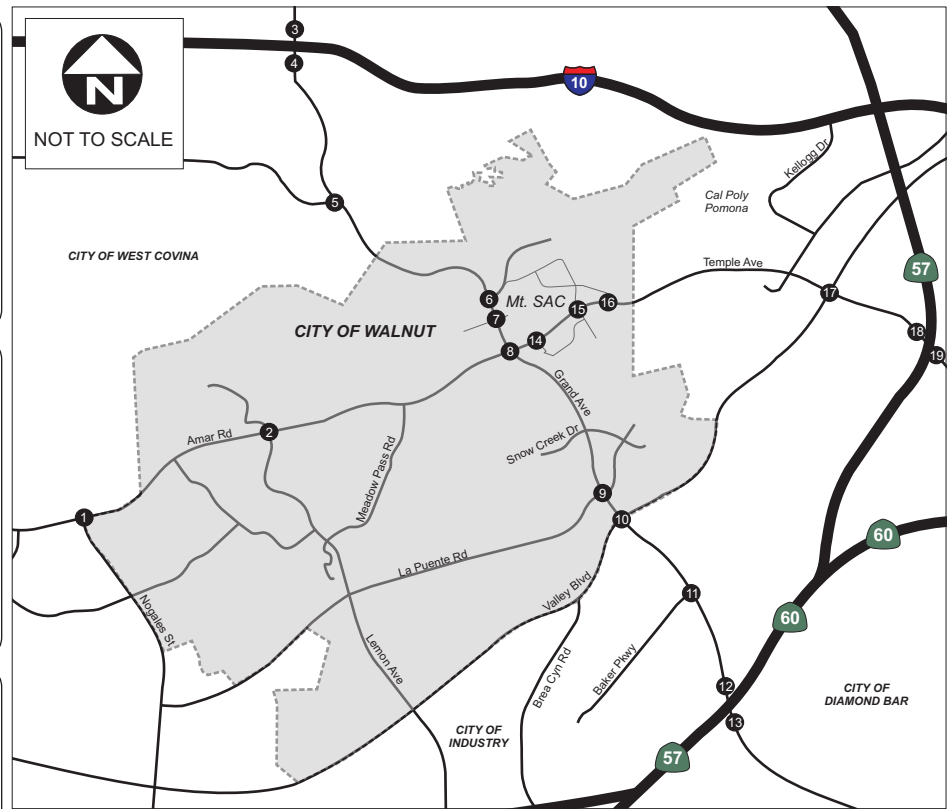 N
NOT TO SCALE
3
4
10
Kellogg Dr
Cal Poly
Pomona
5
CITY OF WEST COVINA
Temple Ave
57
6
Mt. SAC
15
16
17
7
CITY OF WALNUT
14
18
8
19
Grand Ave
2
Amar Rd
Snow Creek Dr
Meadow Pass Rd
9
1
10
60
La Puente Rd
Valley Blvd
11
60
Nogales St
Lemon Ave
Brea Cyn Rd
Baker Pkwy
12
CITY OF
DIAMOND BAR
13
CITY OF
INDUSTRY
57